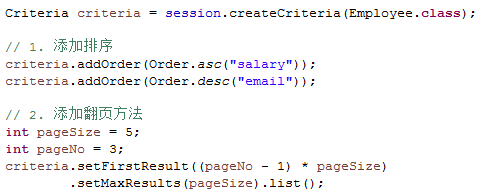 Criteria criteria = session.createCriteria(Employee.class);
// 1. 添加排序
criteria.addOrder(Order.asc("salary"));
criteria.addOrder(Order.desc("email"));
// 2. 添加翻页方法
int pageSize = 5;
int pageNo = 3;
criteria.setFirstResult((pageNo - 1) * pageSize)
.setMaxResults(pageSize).list();